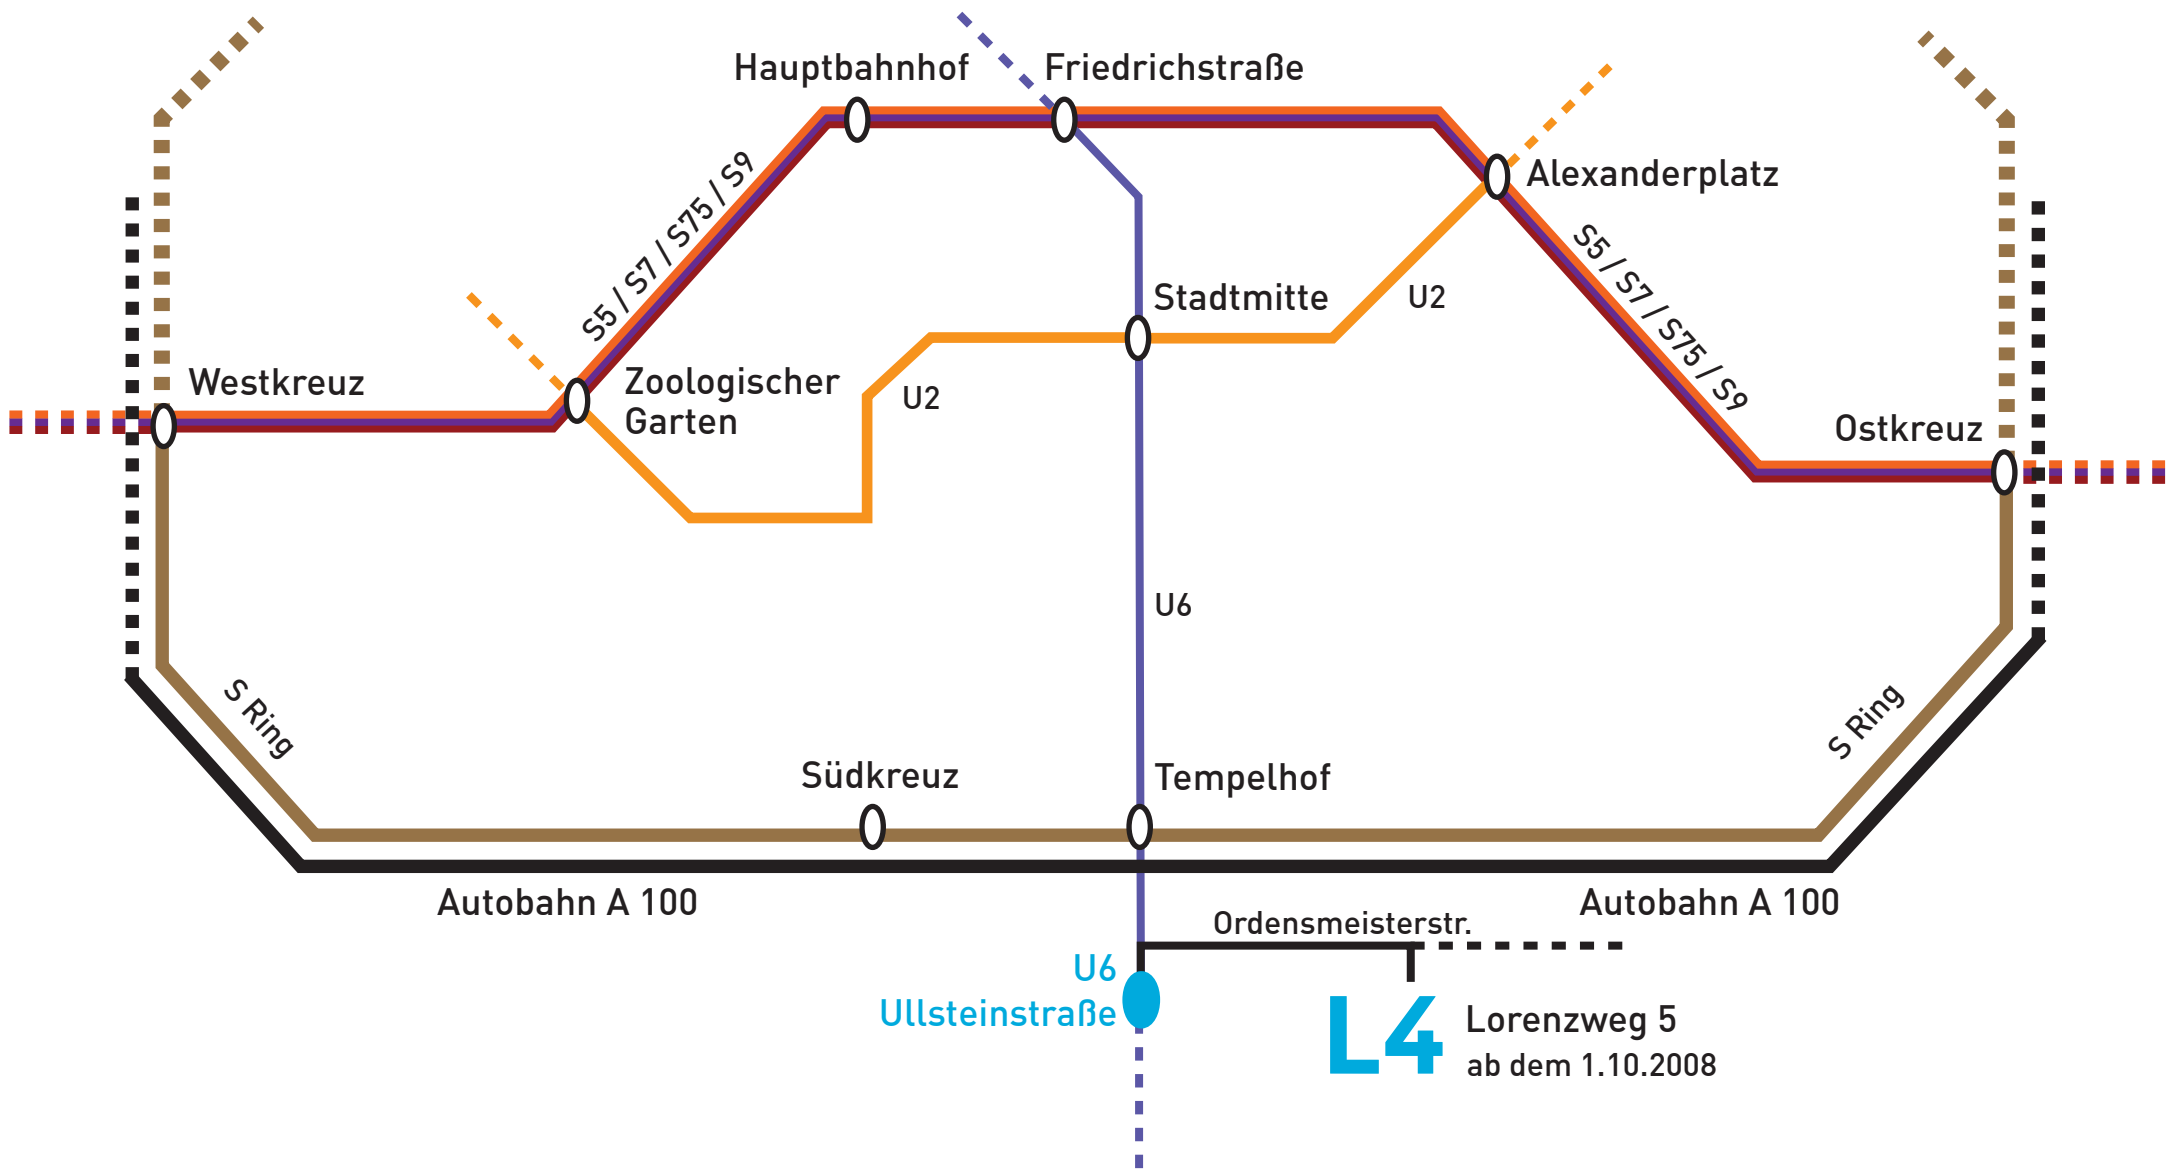 Hauptbahnhof
Friedrichstraße
Alexanderplatz
S5 / S7 / S75 / S9
S5 / S7 / S75 / S9
Stadtmitte
U2
Westkreuz
Zoologischer
Garten
U2
Ostkreuz
U6
S Ring
S Ring
Südkreuz
Tempelhof
Autobahn A 100
Autobahn A 100
Ordensmeisterstr.
U6
Ullsteinstraße
L4
Lorenzweg 5
ab dem 1.10.2008